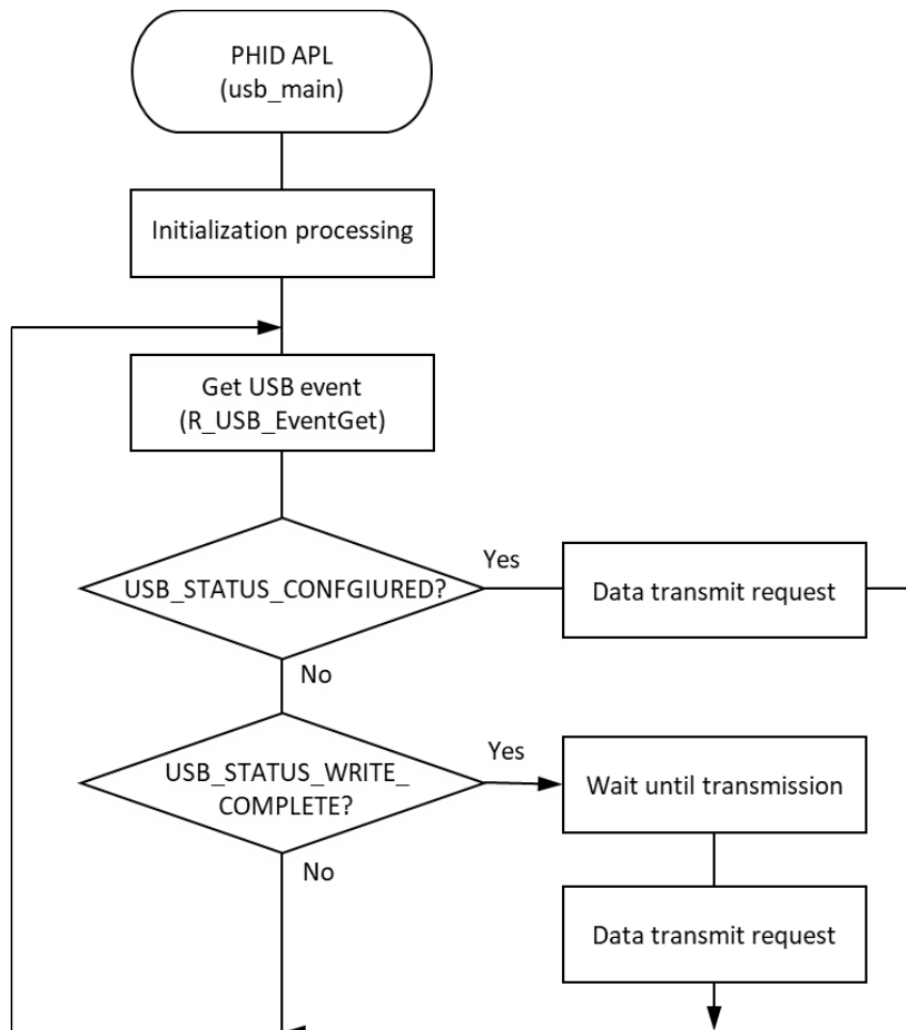 PHID APL
(usb_main)
Initialization processing
Get USB event
(R_USB_EventGet)
USB_STATUS_CONFGIURED?
Yes
Data transmit request
No
USB_STATUS_WRITE_
COMPLETE?
Yes
Wait until transmission
No
Data transmit request